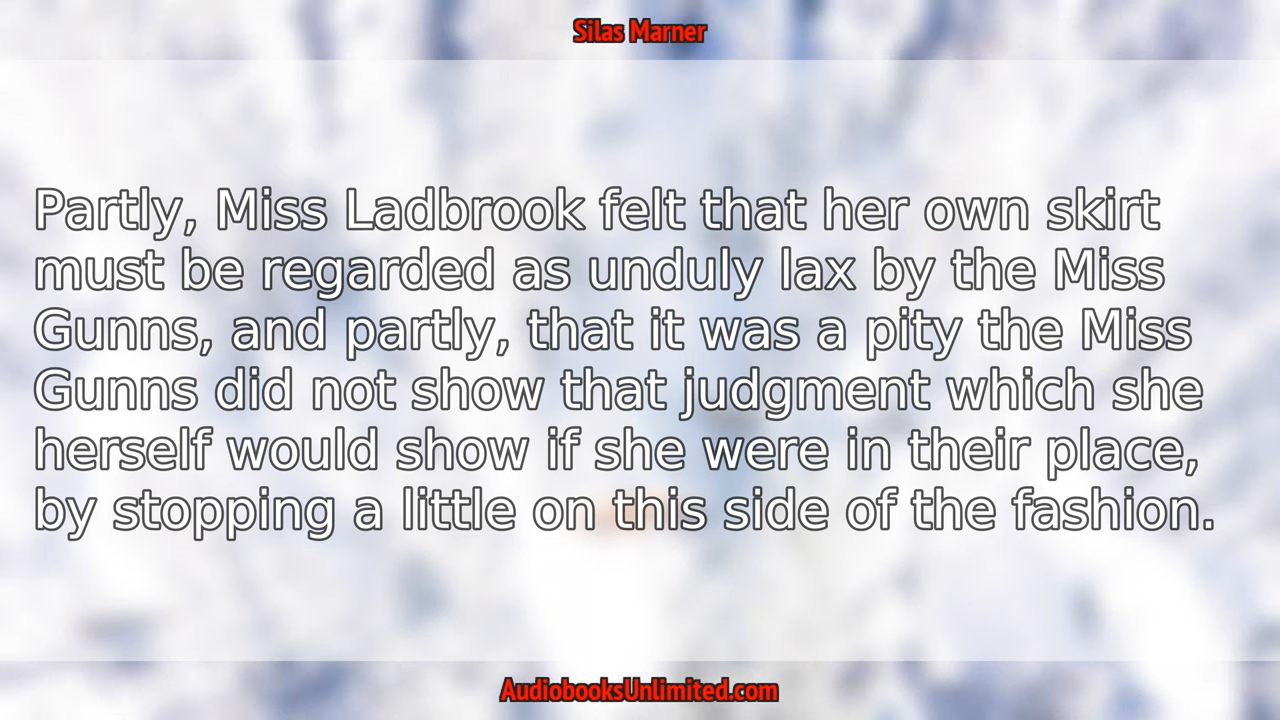 Silas Marner
Partly, Miss Ladbrook felt that her own skirt
must be regarded as unduly lax by the Miss
Gunns, and partly, that it was a pity the Miss
Gunns did not show that judgment which she
herself would show if she were in their place,
by stopping a little on this side of the fashion.
AudiobooksUnlimited.com